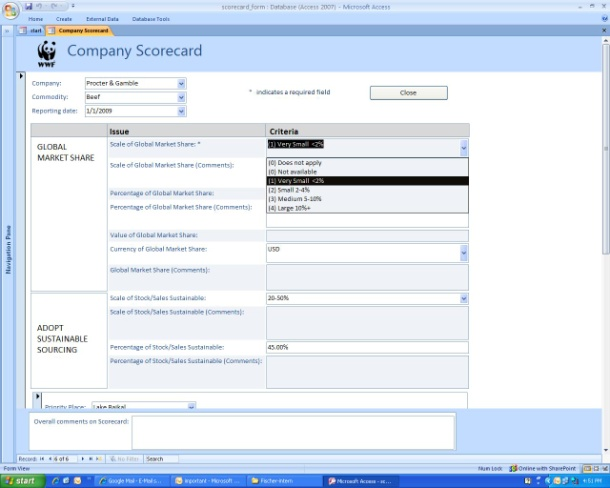 scorecard_form : Database (Access 2007) - Microsoft Access
Home Create External Data Database Tools
start Company Scorecard
WWF
Company Scorecard
Company: Procter & Gamble
* indicates a required field
Close
Commodity: Beef
Reporting date: 1/1/2009
Issue Criteria
GLOBAL MARKET SHARE
Scale of Global Market Share: * (1) Very Small <2%
Scale of Global Market Share (Comments):
(0) Does not apply
(0) Not available
(1) Very Small <2%
(2) Small 2-4%
(3) Medium 5-10%
(4) Large 10%+
Percentage of Global Market Share:
Percentage of Global Market Share (Comments):
Value of Global Market Share:
Currency of Global Market Share: USD
Global Market Share (Comments):
ADOPT SUSTAINABLE SOURCING
Scale of Stock/Sales Sustainable: 20-50%
Scale of Stock/Sales Sustainable (Comments):
Percentage of Stock/Sales Sustainable: 45.00%
Percentage of Stock/Sales Sustainable (Comments):
Priority Place: Lake Baikal
Overall comments on Scorecard:
Navigation Pane
Record: 6 of 6 No Filter Search
Form View Num Lock Online with SharePoint
start Google Mail - E-Mail... important - Microsoft ... Fischer-intern Microsoft Access - sc... 4:51 PM